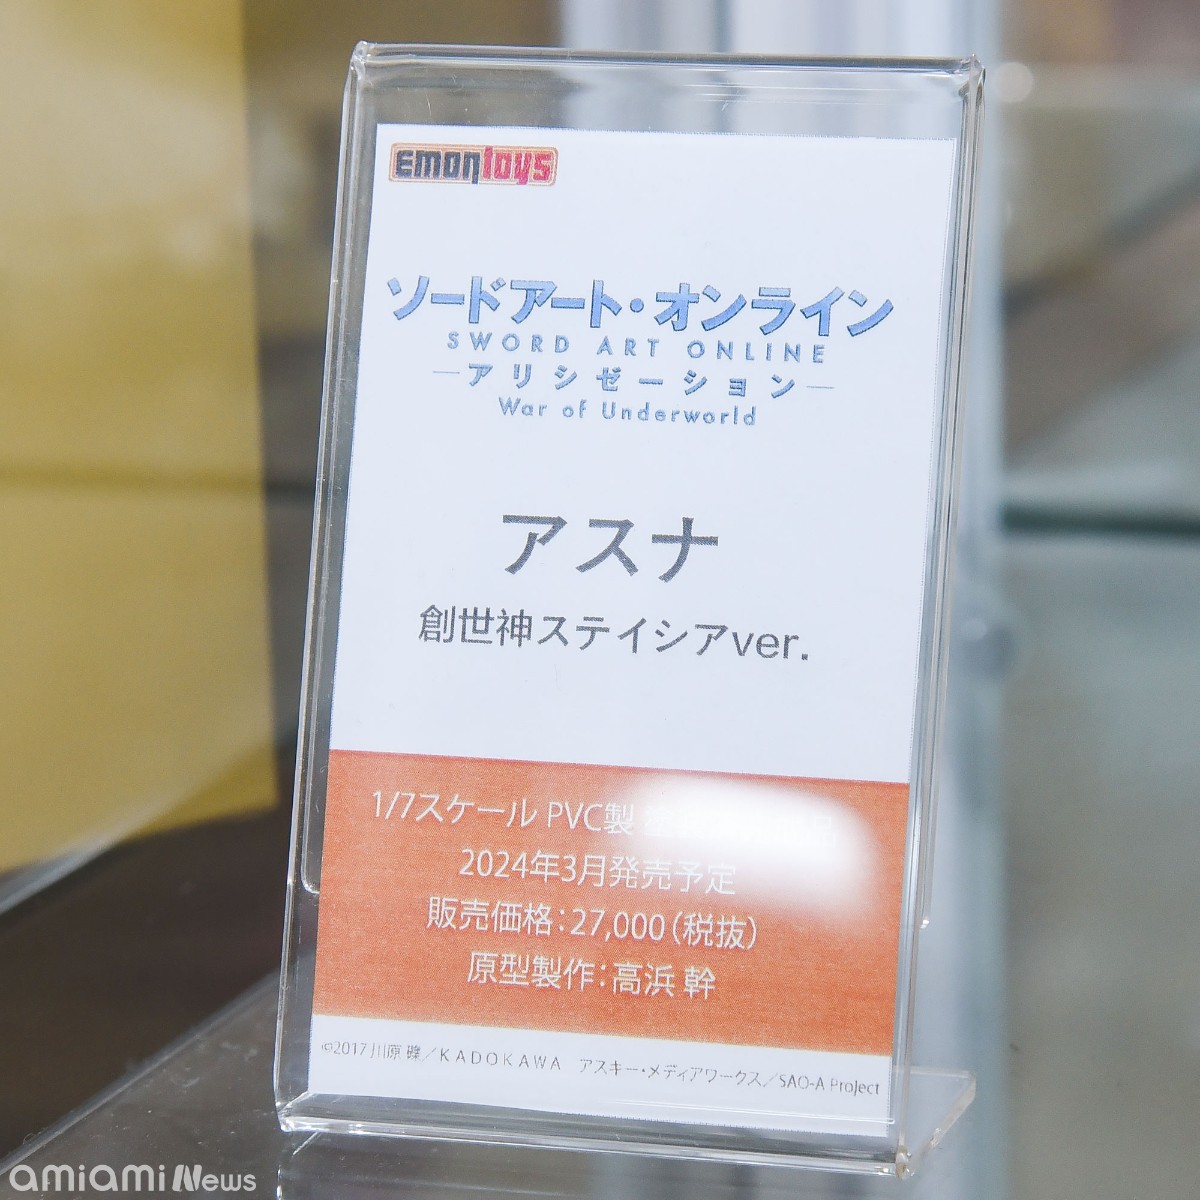 Emontoys
ソードアート・オンライン
SWORD ART ONLINE
―アリシゼーション―
War of Underworld
アスナ
創世神ステイシアver.
1/7スケール PVC製
2024年3月発売予定
販売価格：27,000（税抜）
原型製作：高浜 幹
©2017 川原 礫／KADOKAWA アスキー・メディアワークス／SAO-A Project
amiami News